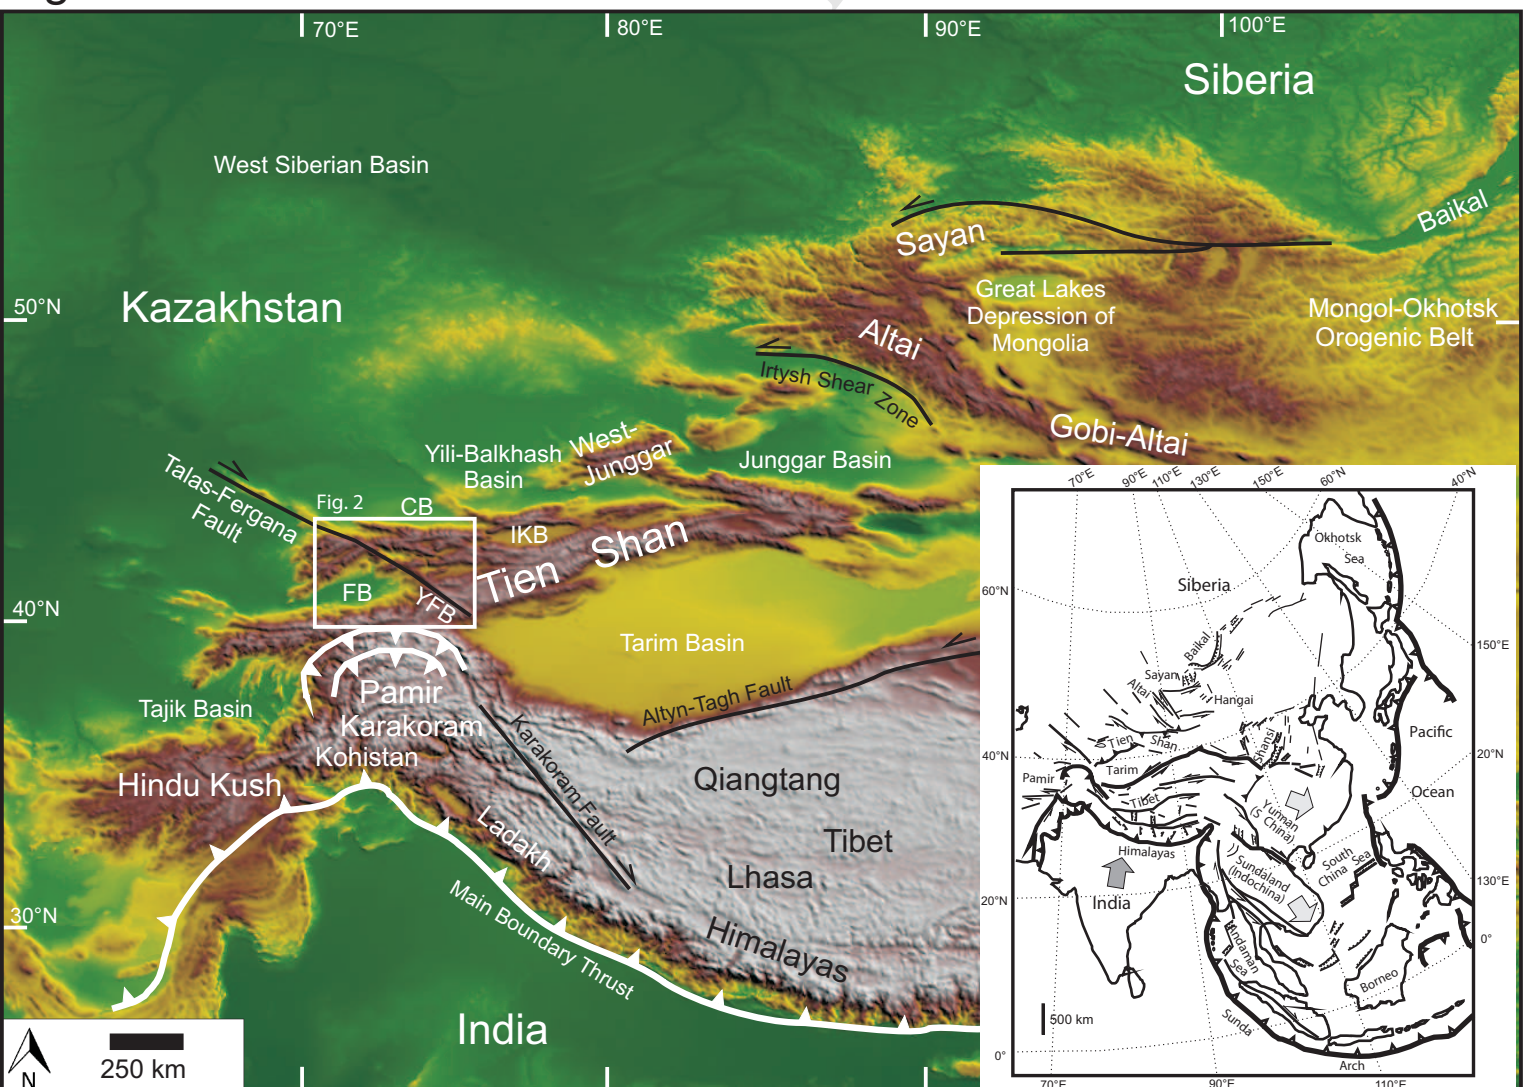 70°E
80°E
90°E
100°E
Siberia
West Siberian Basin
Baikal
Sayan
Kazakhstan
50°N
Great Lakes
Depression of
Mongolia
Mongol-Okhotsk
Orogenic Belt
Altai
Irtysh Shear Zone
Gobi-Altai
Yili-Balkhash
Basin
West-
Junggar
Junggar Basin
Talas-Fergana
Fault
Fig. 2
CB
IKB
Tien Shan
FB
YFB
40°N
Tarim Basin
Pamir
Karakoram
Kohistan
Tajik Basin
Altyn-Tagh Fault
Karakoram Fault
Hindu Kush
Qiangtang
Tibet
Ladakh
Lhasa
Main Boundary Thrust
Himalayas
30°N
India
N
250 km
70°E
90°E
110°E
130°E
150°E
60°N
40°N
Okhotsk
Sea
Siberia
60°N
Baikal
150°E
Sayan
Altai
Hangai
Tien Shan
Shansi
Pacific
40°N
20°N
Pamir
Tarim
Tibet
Ocean
Yunnan
(S China)
Himalayas
South
China Sea
Sundaland
(Indochina)
130°E
20°N
India
0°
Andaman
Sea
Borneo
500 km
Sunda
0°
Arch
70°E
90°E
110°E